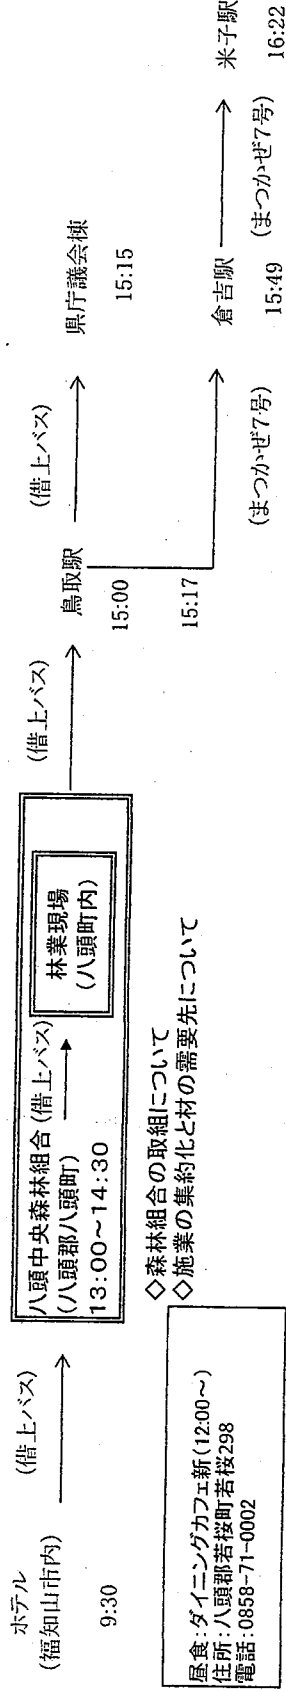 ホテル
(福知山市内)
9:30
(借上バス)
八頭中央森林組合(借上バス)
(八頭郡八頭町)
13:00～14:30
林業現場
(八頭町内)
(借上バス)
鳥取駅
15:00
15:17
(借上バス)
県庁議会棟
15:15
(まつかぜ7号)
倉吉駅
15:49
(まつかぜ7号)
米子駅
16:22
◇森林組合の取組について
◇施業の集約化と材の需要先について
昼食：ダイニングカフェ新(12:00～)
住所：八頭郡若桜町若桜298
電話：0858-71-0002